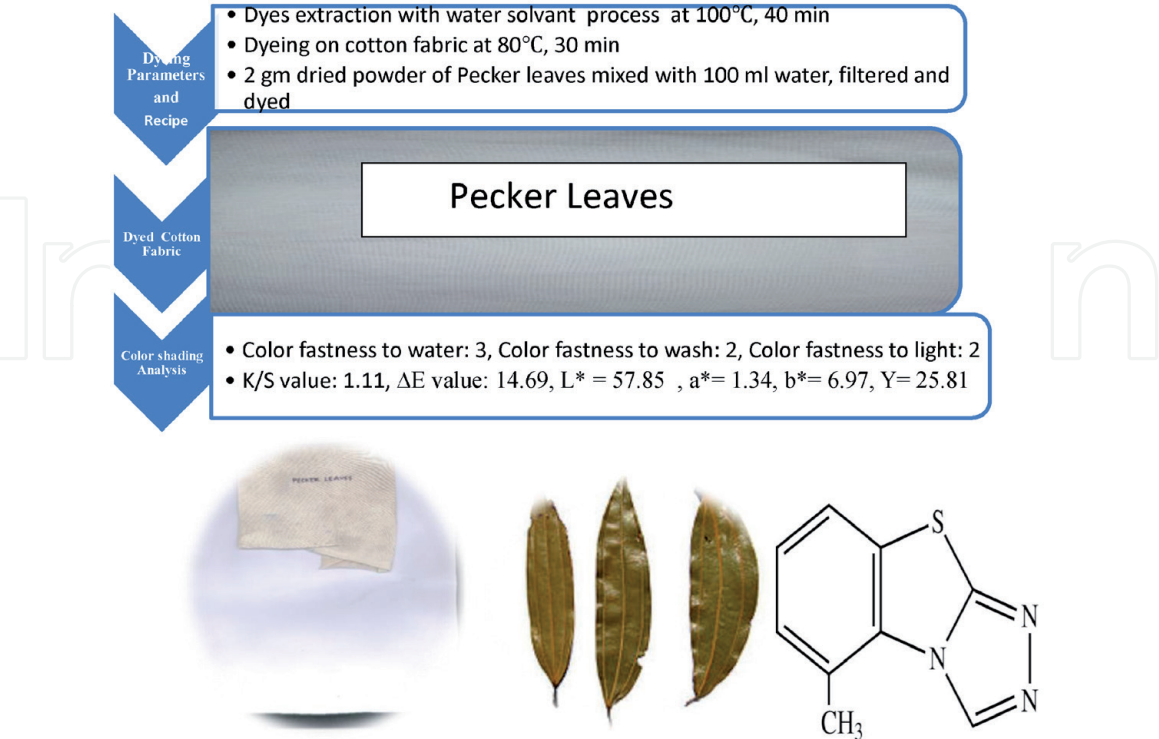 Dyeing
Parameters
and
Recipe
• Dyes extraction with water solvant process at 100°C, 40 min
• Dyeing on cotton fabric at 80°C, 30 min
• 2 gm dried powder of Pecker leaves mixed with 100 ml water, filtered and
dyed
Dyed Cotton
Fabric
Pecker Leaves
Color shading
Analysis
• Color fastness to water: 3, Color fastness to wash: 2, Color fastness to light: 2
• K/S value: 1.11, ΔE value: 14.69, L* = 57.85 , a*= 1.34, b*= 6.97, Y= 25.81
PECKER LEAVES
S
N
N
N
CH₃